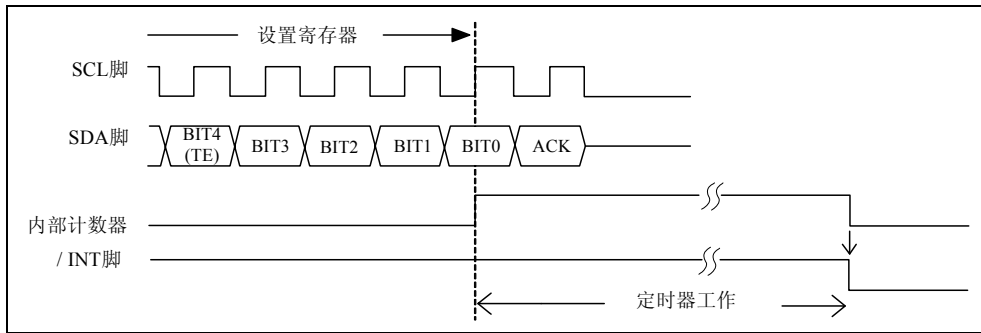 设置寄存器
SCL脚
SDA脚
BIT4
(TE)
BIT3
BIT2
BIT1
BIT0
ACK
内部计数器
/ INT脚
定时器工作